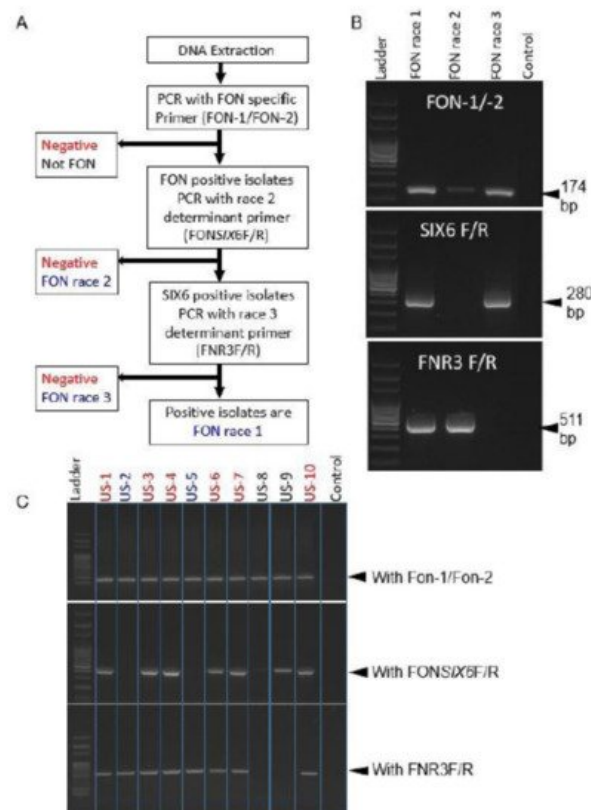 A
DNA Extraction
PCR with FON specific
Primer (FON-1/FON-2)
Negative
Not FON
FON positive isolates
PCR with race 2
determinant primer
(FONSIX6F/R)
Negative
FON race 2
SIX6 positive isolates
PCR with race 3
determinant primer
(FNR3F/R)
Negative
FON race 3
Positive isolates are
FON race 1
B
Ladder
FON race 1
FON race 2
FON race 3
Control
FON-1/-2
174
bp
SIX6 F/R
280
bp
FNR3 F/R
511
bp
C
Ladder
US-1
US-2
US-3
US-4
US-5
US-6
US-7
US-8
US-9
US-10
Control
With Fon-1/Fon-2
With FONSIX6F/R
With FNR3F/R